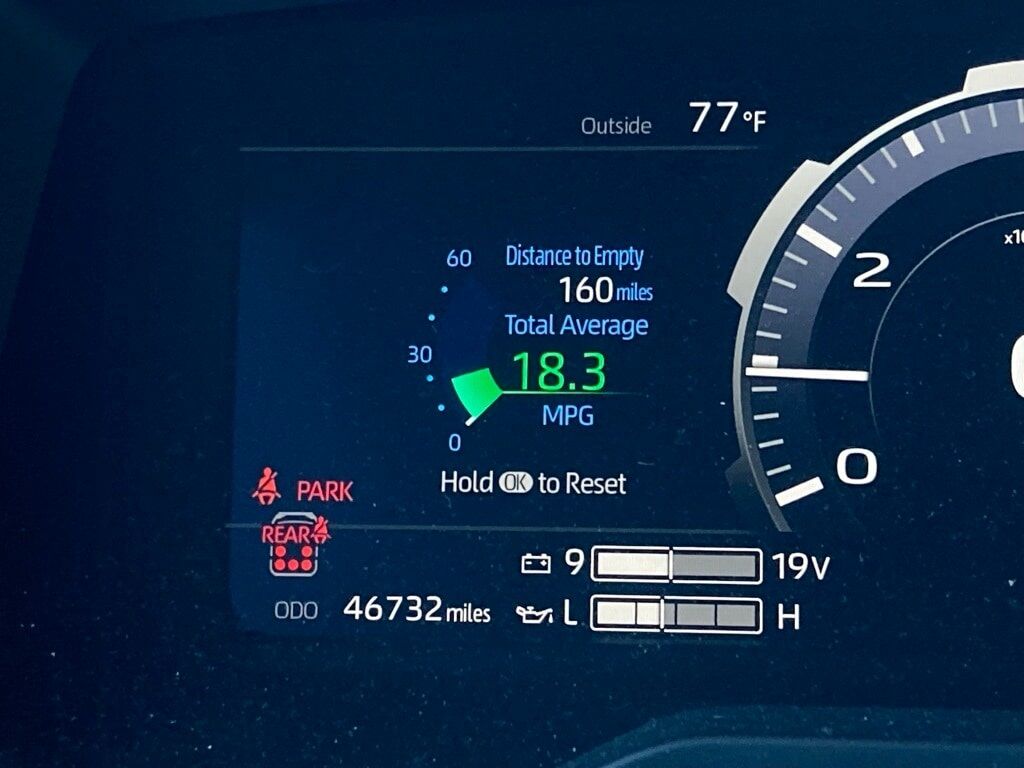 Outside 77°F
60 Distance to Empty
160 miles
Total Average
30 18.3
MPG
0
Hold OK to Reset
PARK
REAR
9 19V
ODO 46732 miles L H
2
0